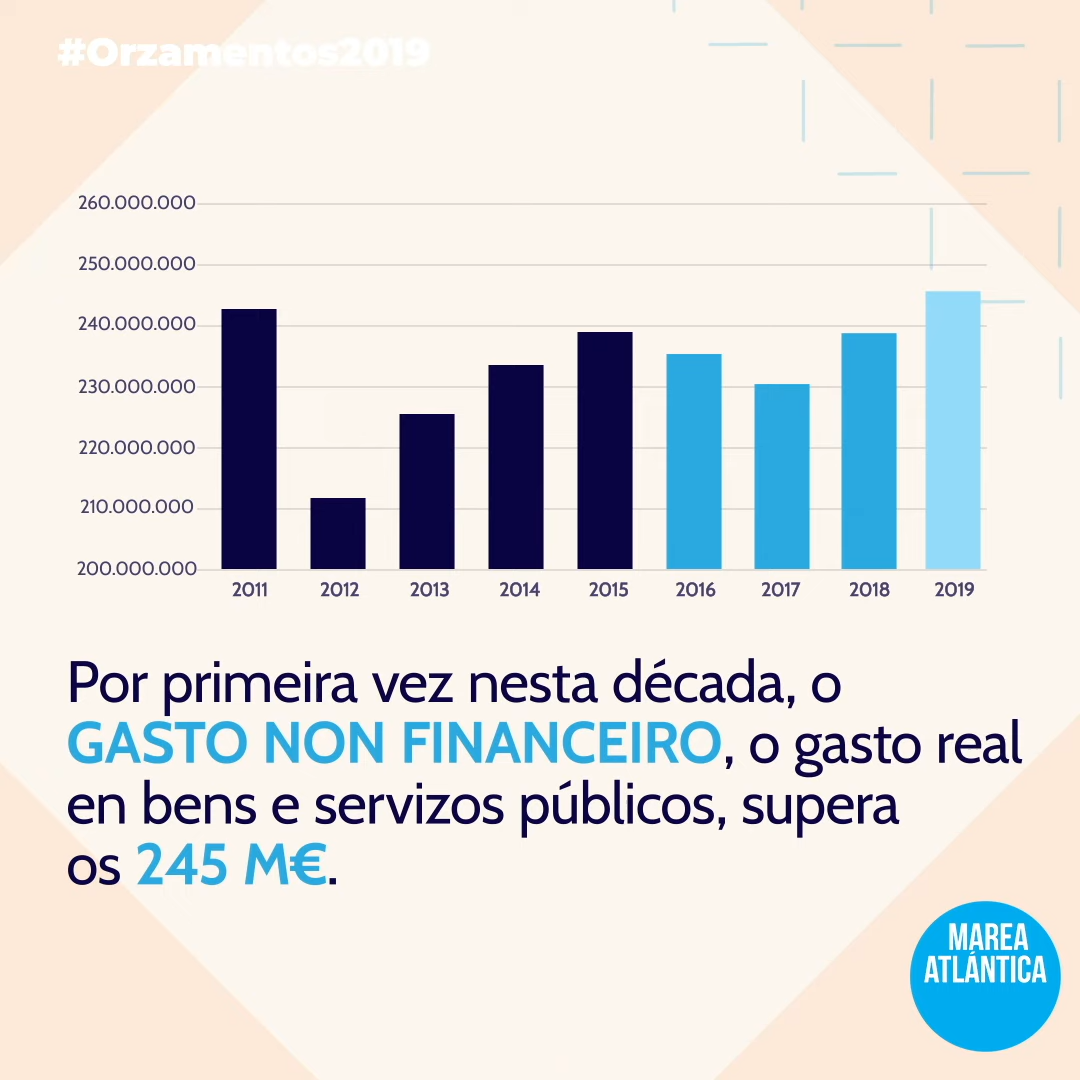 #Orzamentos2019
260.000.000
250.000.000
240.000.000
230.000.000
220.000.000
210.000.000
200.000.000
2011 2012 2013 2014 2015 2016 2017 2018 2019
Por primeira vez nesta década, o
GASTO NON FINANCEIRO, o gasto real
en bens e servizos públicos, supera
os 245 M€.
MAREA
ATLÁNTICA